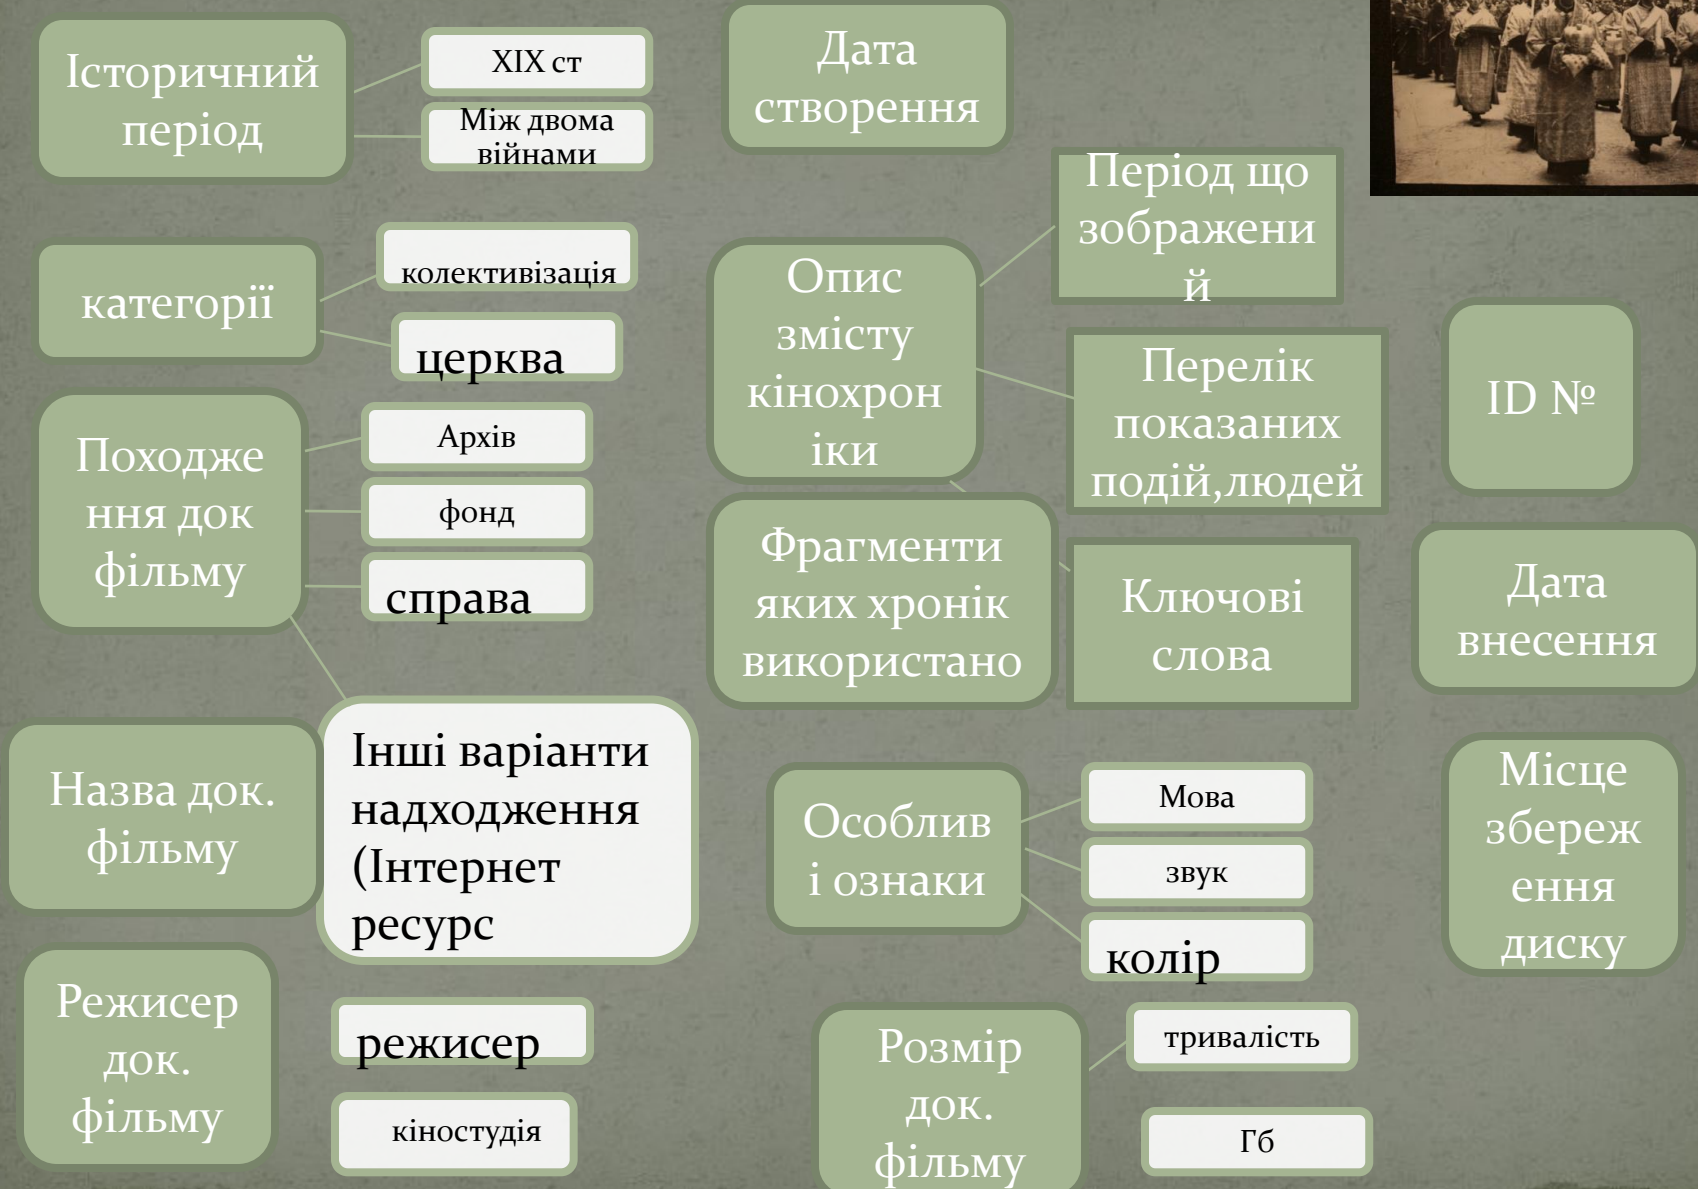 Історичний
період
XIX ст
Між двома
війнами
категорії
колективізація
церква
Походже
ння док
фільму
Архів
фонд
справа
Інші варіанти
надходження
(Інтернет
ресурс
Назва док.
фільму
Режисер
док.
фільму
режисер
кіностудія
Дата
створення
Опис
змісту
кінохрон
іки
Період що
зображени
й
Перелік
показаних
подій,людей
Ключові
слова
Фрагменти
яких хронік
використано
Особлив
і ознаки
Мова
звук
колір
Розмір
док.
фільму
тривалість
Гб
ID №
Дата
внесення
Місце
збереж
ення
диску